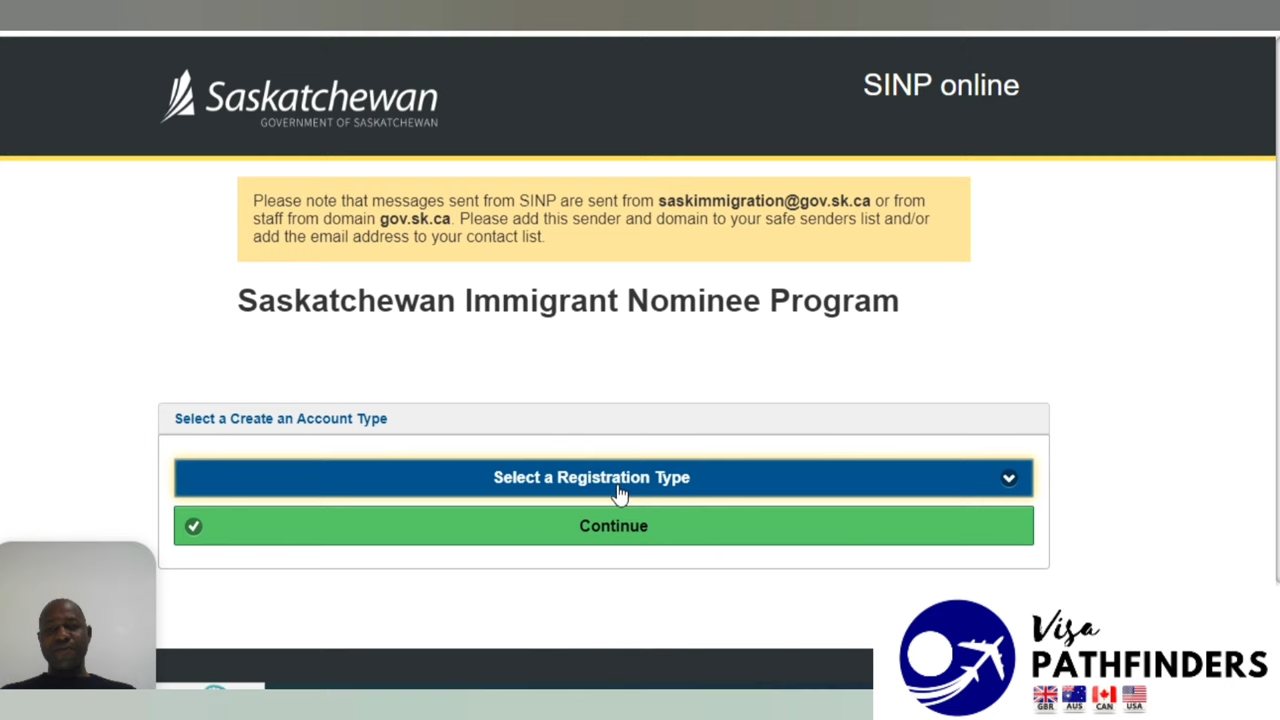 Saskatchewan
GOVERNMENT OF SASKATCHEWAN
SINP online
Please note that messages sent from SINP are sent from saskimmigration@gov.sk.ca or from
staff from domain gov.sk.ca. Please add this sender and domain to your safe senders list and/or
add the email address to your contact list.
Saskatchewan Immigrant Nominee Program
Select a Create an Account Type
Select a Registration Type
Continue
Visa
PATHFINDERS
GBR AUS CAN USA